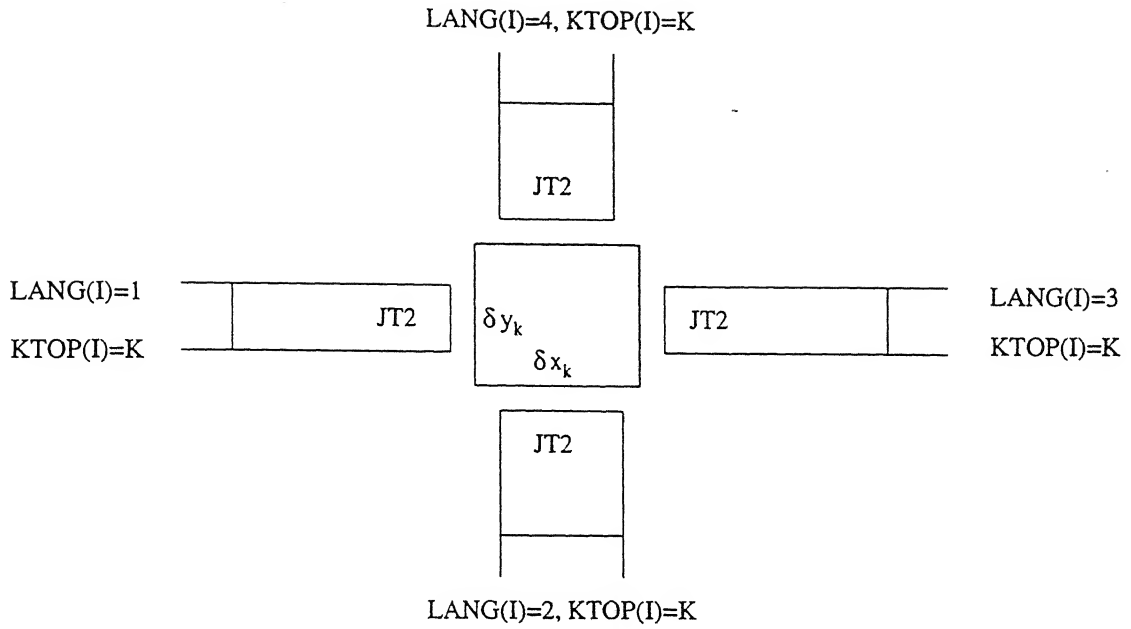 LANG(I)=4, KTOP(I)=K
JT2
LANG(I)=1
KTOP(I)=K
JT2
δy_k
δx_k
JT2
LANG(I)=3
KTOP(I)=K
JT2
LANG(I)=2, KTOP(I)=K